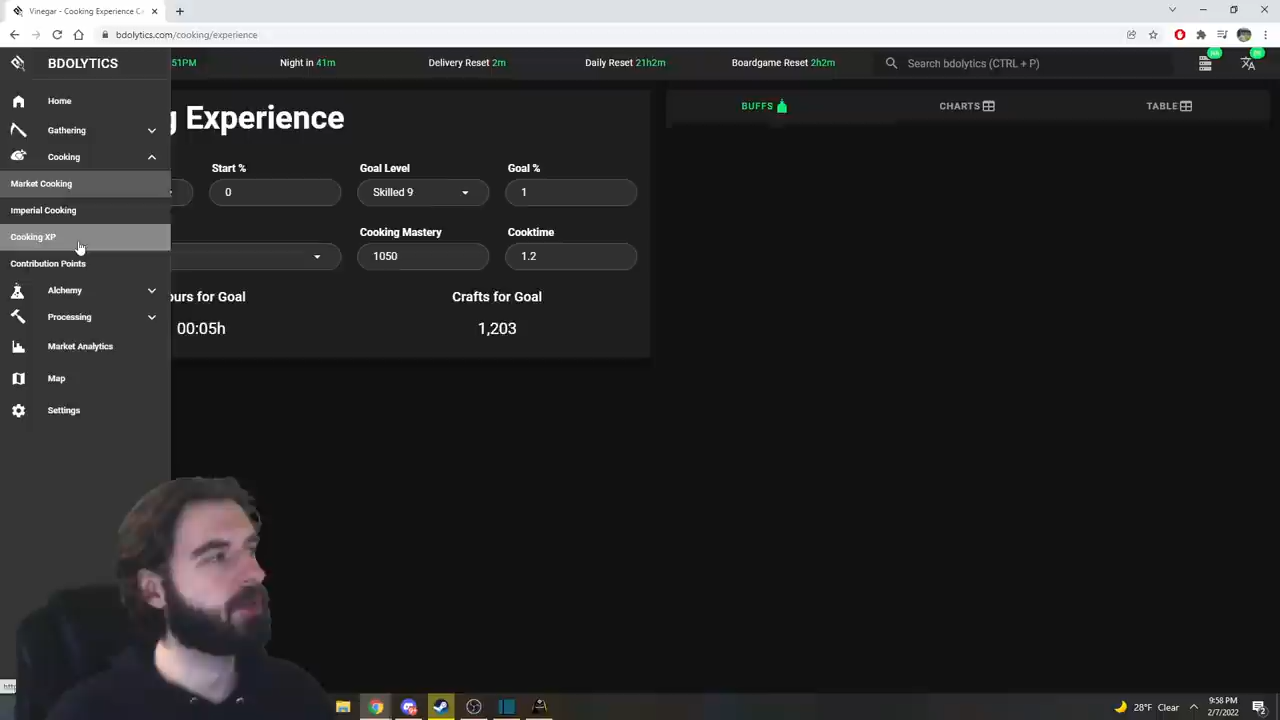 Vinegar - Cooking Experience C
bdolytics.com/cooking/experience
BDOLYTICS
51PM
Night in 41m
Delivery Reset 2m
Daily Reset 21h2m
Boardgame Reset 2h2m
Search bdolytics (CTRL + P)
Home
Gathering
Cooking
Market Cooking
Imperial Cooking
Cooking XP
Contribution Points
Alchemy
Processing
Market Analytics
Map
Settings
g Experience
Start %
0
Goal Level
Skilled 9
Goal %
1
Cooking Mastery
1050
Cooktime
1.2
ours for Goal
00:05h
Crafts for Goal
1,203
BUFFS
CHARTS
TABLE
28°F Clear
9:58 PM
2/7/2022